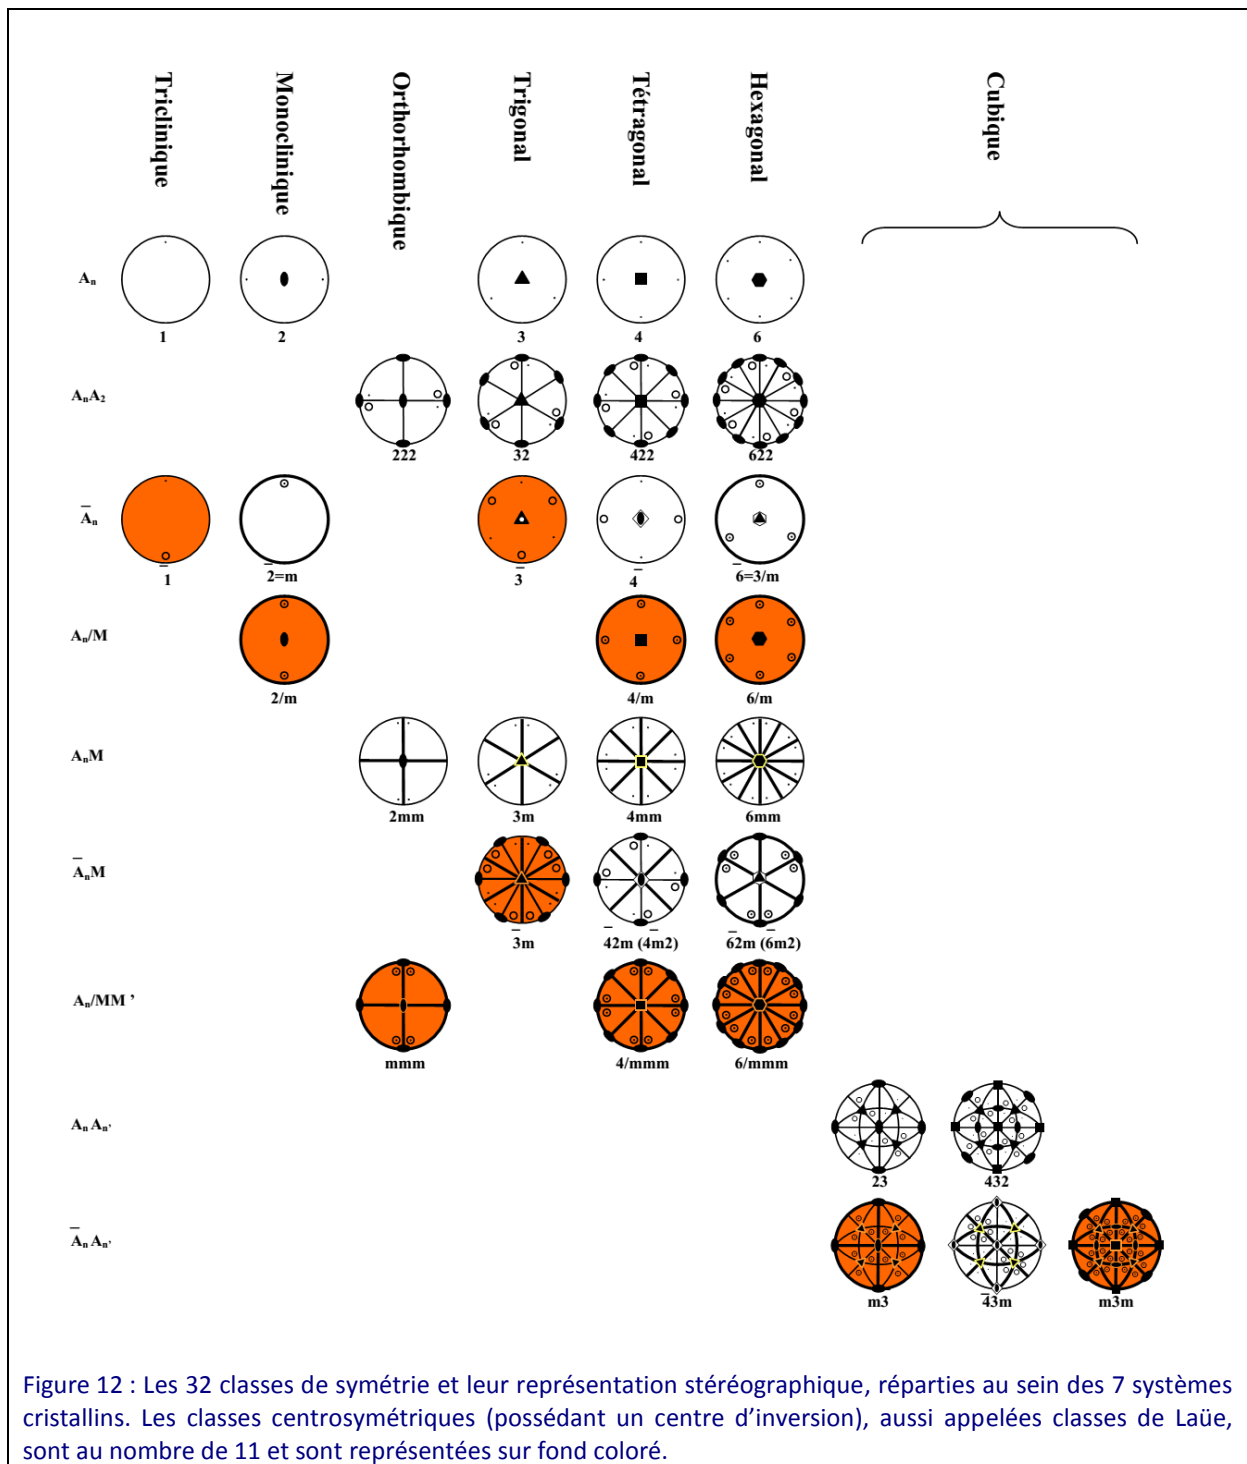 Triclinique
Monoclinique
Orthorhombique
Trigonal
Tétragonal
Hexagonal
Cubique
Aₙ
1 2 3 4 6
AₙA₂
222 32 422 622
A̅ₙ
1̅ 2̅=m 3̅ 4̅ 6̅=3/m
Aₙ/M
2/m 4/m 6/m
AₙM
2mm 3m 4mm 6mm
A̅ₙM
3̅m 4̅2m (4̅m2) 6̅2m (6̅m2)
Aₙ/MM ’
mmm 4/mmm 6/mmm
Aₙ Aₙ’
23 432
A̅ₙ Aₙ’
m3 4̅3m m3m
Figure 12 : Les 32 classes de symétrie et leur représentation stéréographique, réparties au sein des 7 systèmes
cristallins. Les classes centrosymétriques (possédant un centre d’inversion), aussi appelées classes de Laüe,
sont au nombre de 11 et sont représentées sur fond coloré.